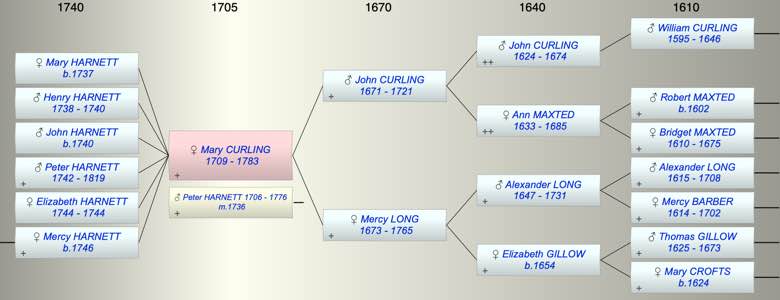 1740
1705
1670
1640
1610
♀ Mary HARNETT
b.1737
♂ Henry HARNETT
1738 - 1740
♂ John HARNETT
b.1740
♂ Peter HARNETT
1742 - 1819
+
♀ Elizabeth HARNETT
1744 - 1744
♀ Mercy HARNETT
b.1746
+
♀ Mary CURLING
1709 - 1783
+
♂ Peter HARNETT 1706 - 1776
m.1736
+
♂ John CURLING
1671 - 1721
+
♀ Mercy LONG
1673 - 1765
+
♂ John CURLING
1624 - 1674
++
♀ Ann MAXTED
1633 - 1685
++
♂ Alexander LONG
1647 - 1731
+
♀ Elizabeth GILLOW
b.1654
+
♂ William CURLING
1595 - 1646
♂ Robert MAXTED
b.1602
+
♀ Bridget MAXTED
1610 - 1675
+
♂ Alexander LONG
1615 - 1708
+
♀ Mercy BARBER
1614 - 1702
+
♂ Thomas GILLOW
1625 - 1673
+
♀ Mary CROFTS
b.1624
+